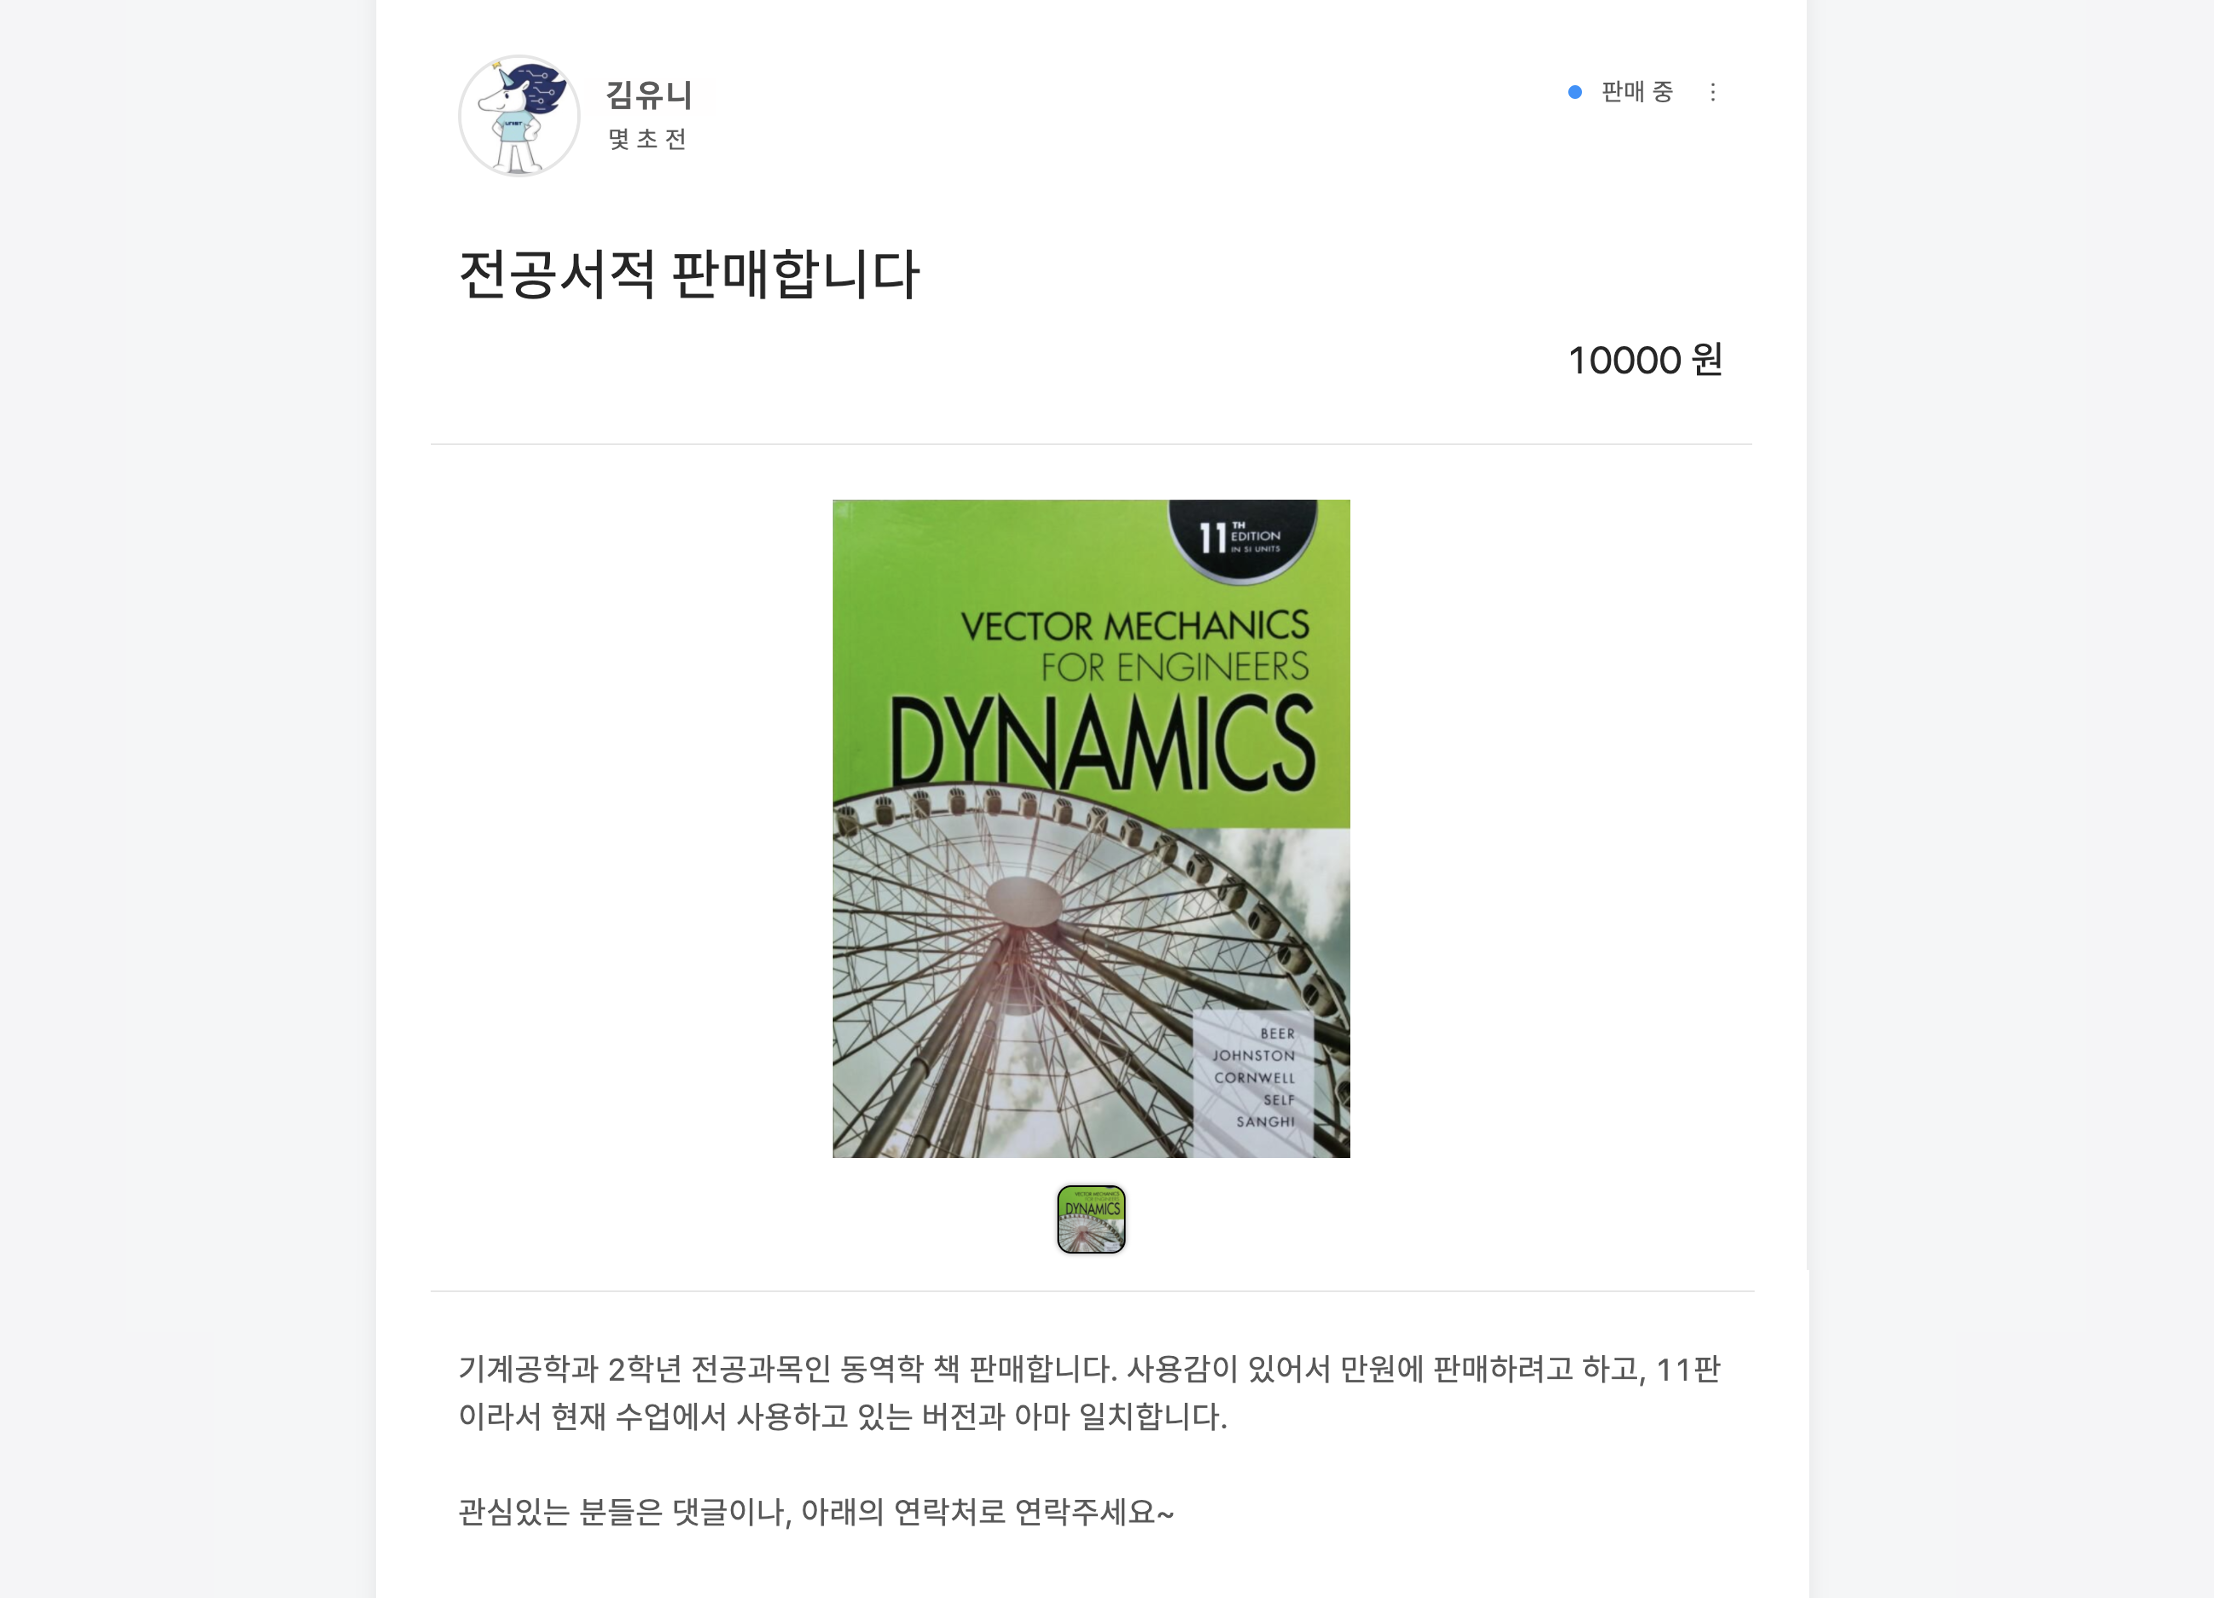 김유니
몇 초 전
판매 중
전공서적 판매합니다
10000 원
11TH
EDITION
IN SI UNITS
VECTOR MECHANICS
FOR ENGINEERS
DYNAMICS
BEER
JOHNSTON
CORNWELL
SELF
SANGHI
VECTOR MECHANICS
FOR ENGINEERS
DYNAMICS
기계공학과 2학년 전공과목인 동역학 책 판매합니다. 사용감이 있어서 만원에 판매하려고 하고, 11판
이라서 현재 수업에서 사용하고 있는 버전과 아마 일치합니다.
관심있는 분들은 댓글이나, 아래의 연락처로 연락주세요~